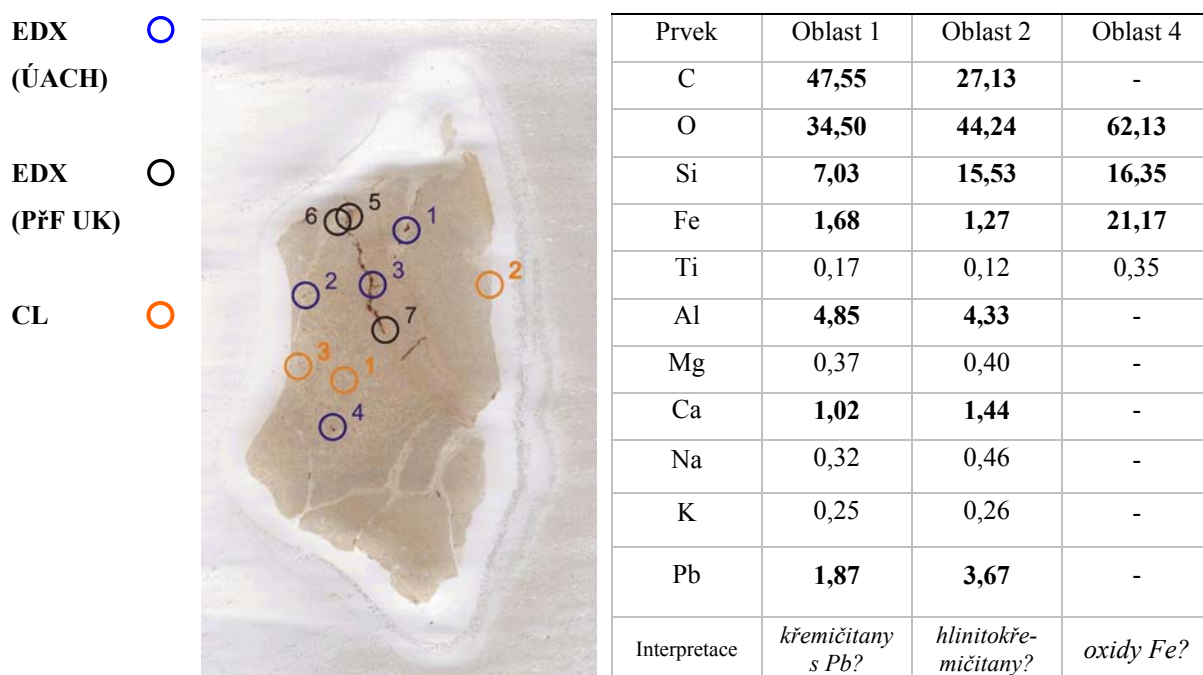 EDX
(ÚACH)
EDX
(PřF UK)
CL
6 5 1
2 3 2
7
3 1
4
Prvek Oblast 1 Oblast 2 Oblast 4
C 47,55 27,13 -
O 34,50 44,24 62,13
Si 7,03 15,53 16,35
Fe 1,68 1,27 21,17
Ti 0,17 0,12 0,35
Al 4,85 4,33 -
Mg 0,37 0,40 -
Ca 1,02 1,44 -
Na 0,32 0,46 -
K 0,25 0,26 -
Pb 1,87 3,67 -
Interpretace křemičitany s Pb? hlinitokře-mičitany? oxidy Fe?